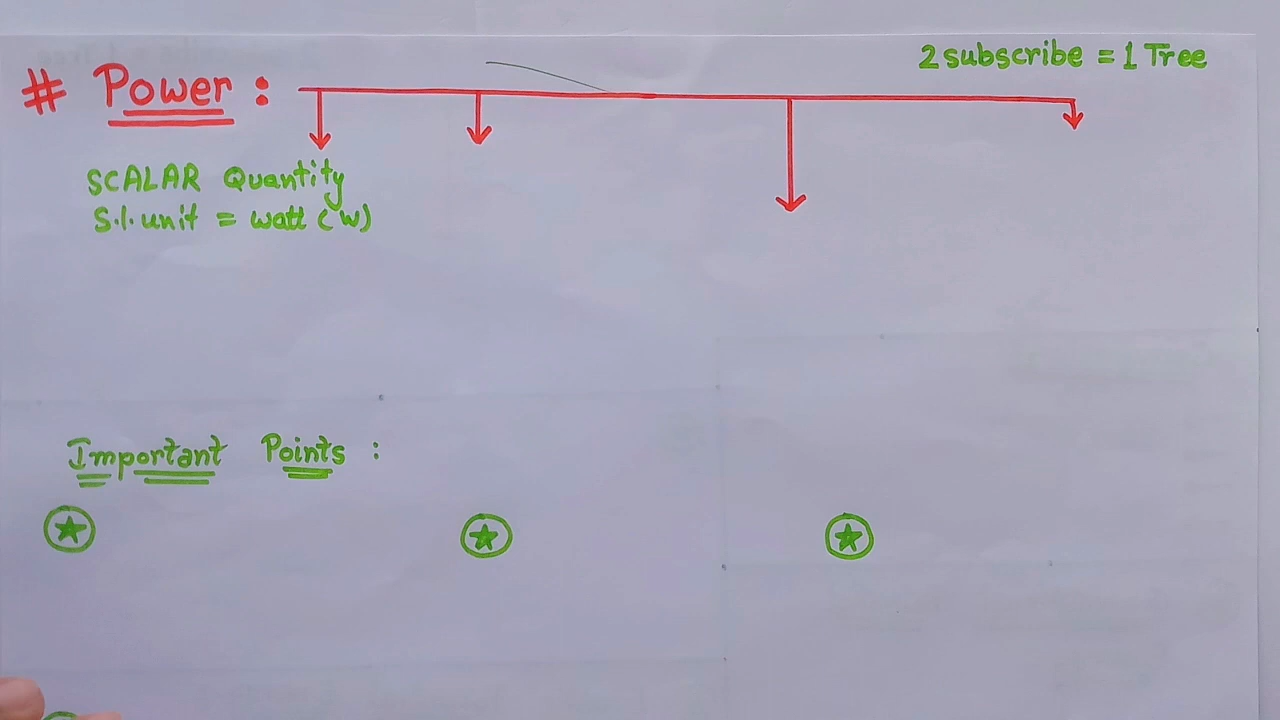 2 subscribe = 1 Tree
# Power :
SCALAR Quantity
S.I. unit = watt (W)
Important Points :